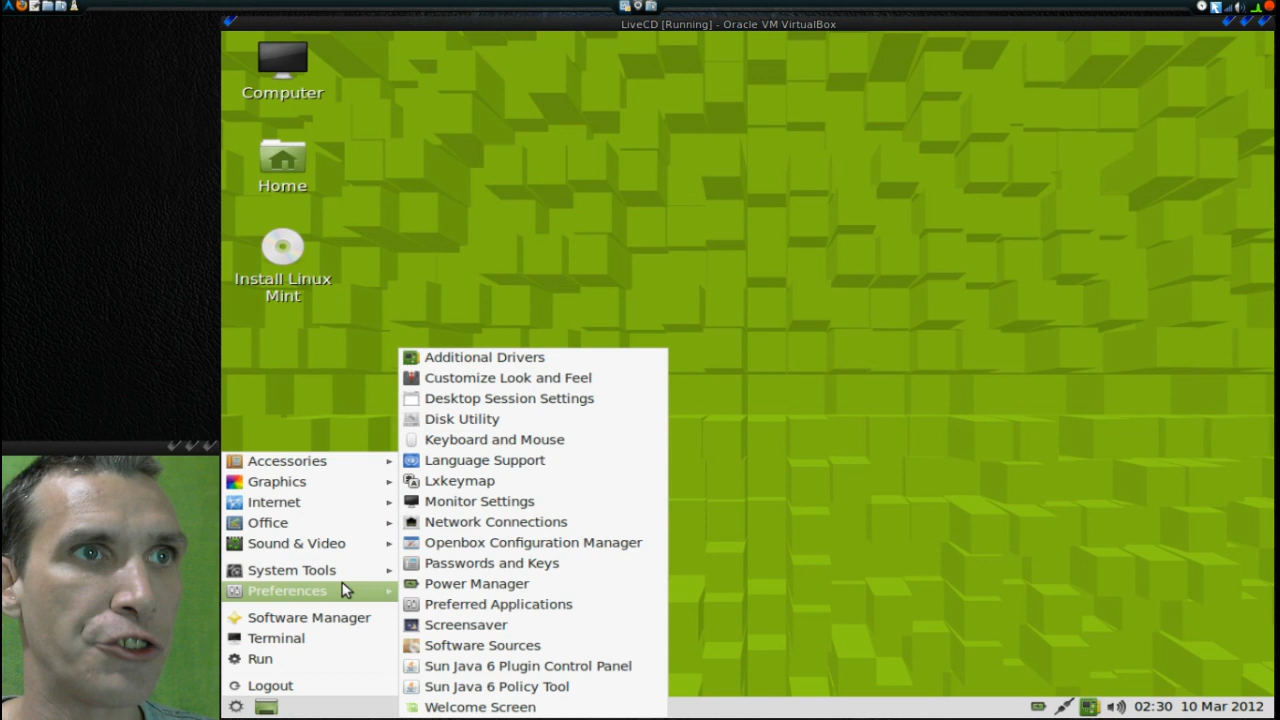 LiveCD [Running] - Oracle VM VirtualBox
Computer
Home
Install Linux
Mint
Accessories
Graphics
Internet
Office
Sound & Video
System Tools
Preferences
Software Manager
Terminal
Run
Logout
Additional Drivers
Customize Look and Feel
Desktop Session Settings
Disk Utility
Keyboard and Mouse
Language Support
Lxkeymap
Monitor Settings
Network Connections
Openbox Configuration Manager
Passwords and Keys
Power Manager
Preferred Applications
Screensaver
Software Sources
Sun Java 6 Plugin Control Panel
Sun Java 6 Policy Tool
Welcome Screen
02:30 10 Mar 2012